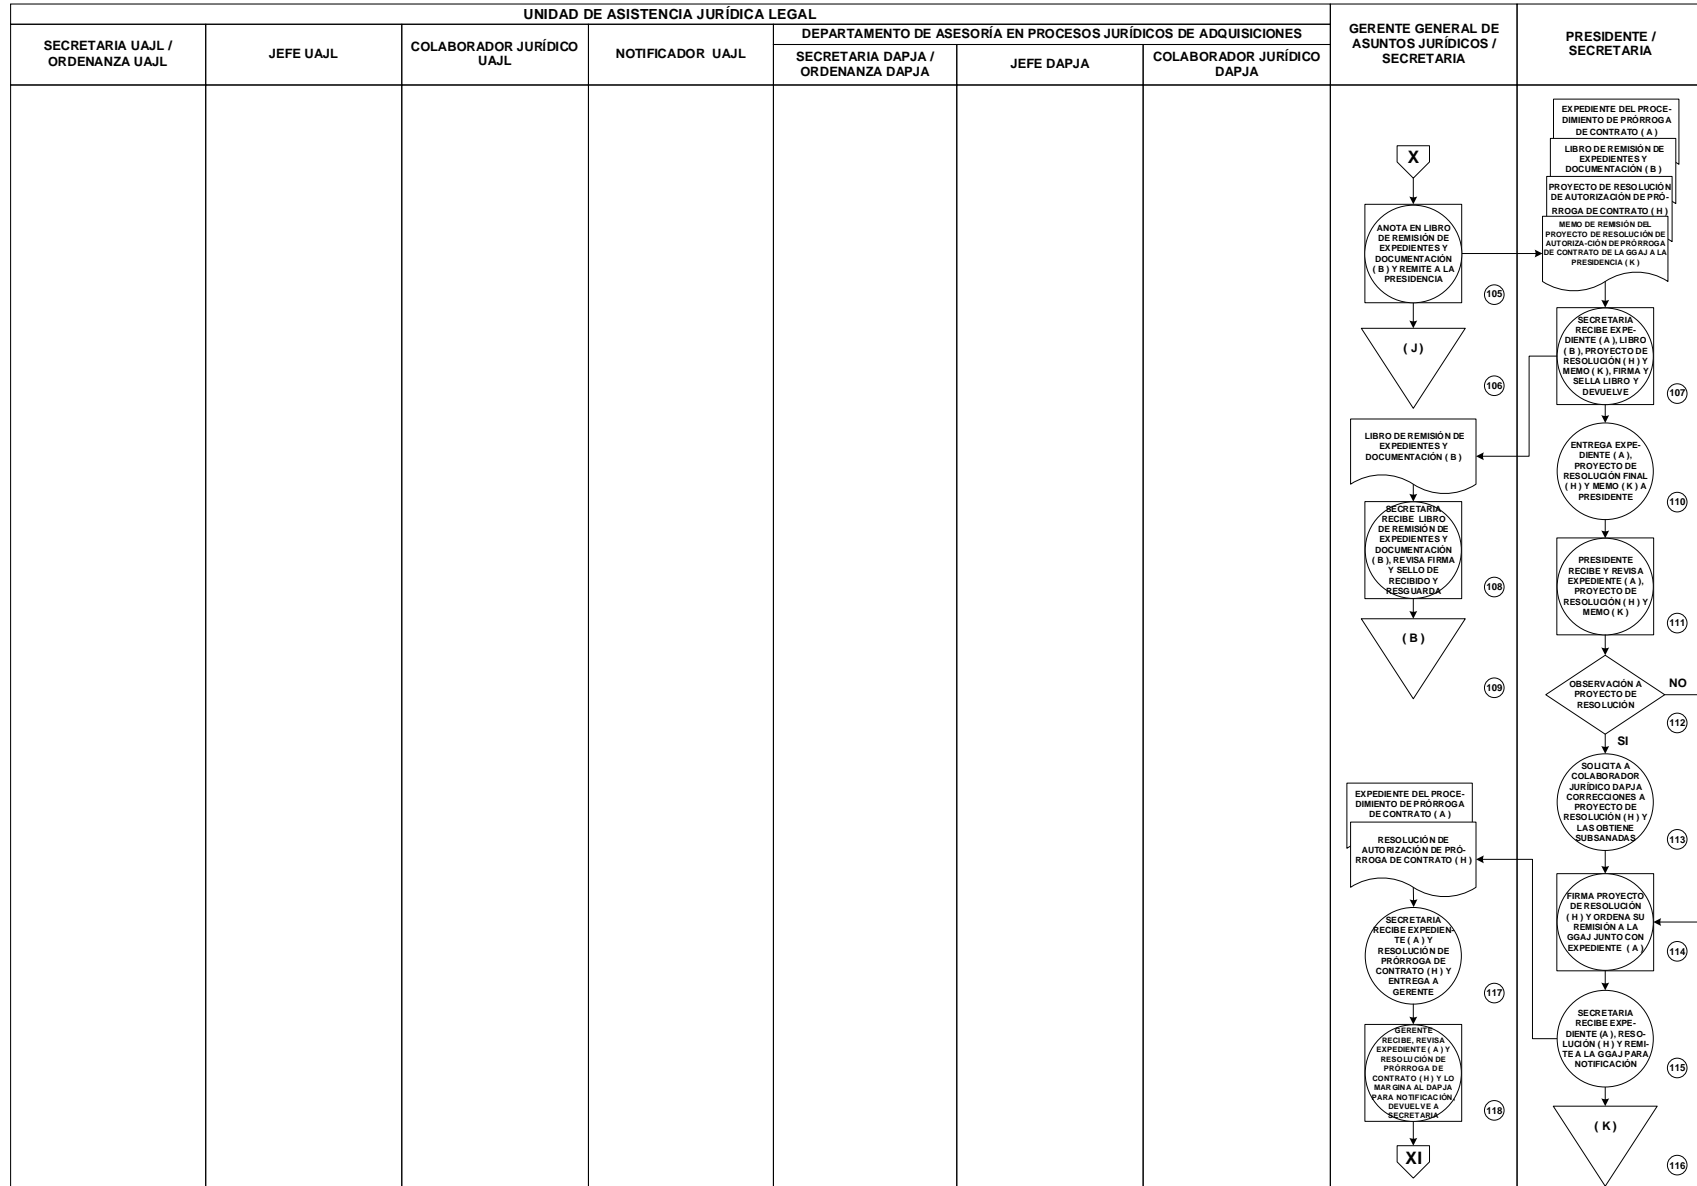 UNIDAD DE ASISTENCIA JURÍDICA LEGAL
SECRETARIA UAJL /
ORDENANZA UAJL
JEFE UAJL
COLABORADOR JURÍDICO
UAJL
NOTIFICADOR UAJL
DEPARTAMENTO DE ASESORÍA EN PROCESOS JURÍDICOS DE ADQUISICIONES
SECRETARIA DAPJA /
ORDENANZA DAPJA
JEFE DAPJA
COLABORADOR JURÍDICO
DAPJA
GERENTE GENERAL DE
ASUNTOS JURÍDICOS /
SECRETARIA
PRESIDENTE /
SECRETARIA
X
ANOTA EN LIBRO
DE REMISIÓN DE
EXPEDIENTES Y
DOCUMENTACIÓN
( B ) Y REMITE A LA
PRESIDENCIA
105
( J )
106
EXPEDIENTE DEL PROCE-
DIMIENTO DE PRÓRROGA
DE CONTRATO ( A )
LIBRO DE REMISIÓN DE
EXPEDIENTES Y
DOCUMENTACIÓN ( B )
PROYECTO DE RESOLUCIÓN
DE AUTORIZACIÓN DE PRÓ-
RROGA DE CONTRATO ( H )
MEMO DE REMISIÓN DEL
PROYECTO DE RESOLUCIÓN DE
AUTORIZA-CIÓN DE PRÓRROGA
DE CONTRATO DE LA GGAJ A LA
PRESIDENCIA ( K )
SECRETARIA
RECIBE EXPE-
DIENTE ( A ), LIBRO
( B ), PROYECTO DE
RESOLUCIÓN ( H ) Y
MEMO ( K ), FIRMA Y
SELLA LIBRO Y
DEVUELVE
107
LIBRO DE REMISIÓN DE
EXPEDIENTES Y
DOCUMENTACIÓN ( B )
SECRETARIA
RECIBE LIBRO
DE REMISIÓN DE
EXPEDIENTES Y
DOCUMENTACIÓN
( B ), REVISA FIRMA
Y SELLO DE
RECIBIDO Y
RESGUARDA
108
( B )
109
ENTREGA EXPE-
DIENTE ( A ),
PROYECTO DE
RESOLUCIÓN FINAL
( H ) Y MEMO ( K ) A
PRESIDENTE
110
PRESIDENTE
RECIBE Y REVISA
EXPEDIENTE ( A ),
PROYECTO DE
RESOLUCIÓN ( H ) Y
MEMO ( K )
111
OBSERVACIÓN A
PROYECTO DE
RESOLUCIÓN
NO
112
SI
SOLICITA A
COLABORADOR
JURÍDICO DAPJA
CORRECCIONES A
PROYECTO DE
RESOLUCIÓN ( H ) Y
LAS OBTIENE
SUBSANADAS
113
FIRMA PROYECTO
DE RESOLUCIÓN
( H ) Y ORDENA SU
REMISIÓN A LA
GGAJ JUNTO CON
EXPEDIENTE ( A )
114
SECRETARIA
RECIBE EXPE-
DIENTE (A ), RESO-
LUCIÓN ( H ) Y REMI-
TE A LA GGAJ PARA
NOTIFICACIÓN
115
( K )
116
EXPEDIENTE DEL PROCE-
DIMIENTO DE PRÓRROGA
DE CONTRATO ( A )
RESOLUCIÓN DE
AUTORIZACIÓN DE PRÓ-
RROGA DE CONTRATO ( H )
SECRETARIA
RECIBE EXPEDIEN-
TE ( A ) Y
RESOLUCIÓN DE
PRÓRROGA DE
CONTRATO ( H ) Y
ENTREGA A
GERENTE
117
GERENTE
RECIBE, REVISA
EXPEDIENTE ( A ) Y
RESOLUCIÓN DE
PRÓRROGA DE
CONTRATO ( H ) Y LO
MARGINA AL DAPJA
PARA NOTIFICACIÓN,
DEVUELVE A
SECRETARIA
118
XI